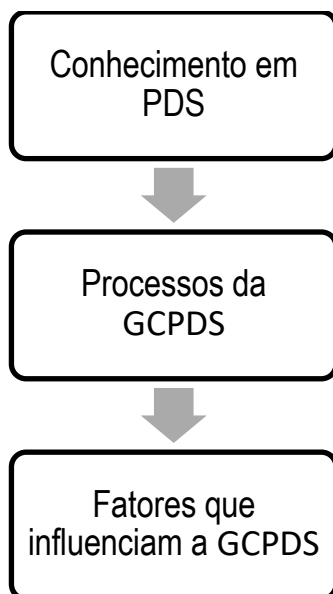 Conhecimento em
PDS
Processos da
GCPDS
Fatores que
influenciam a GCPDS